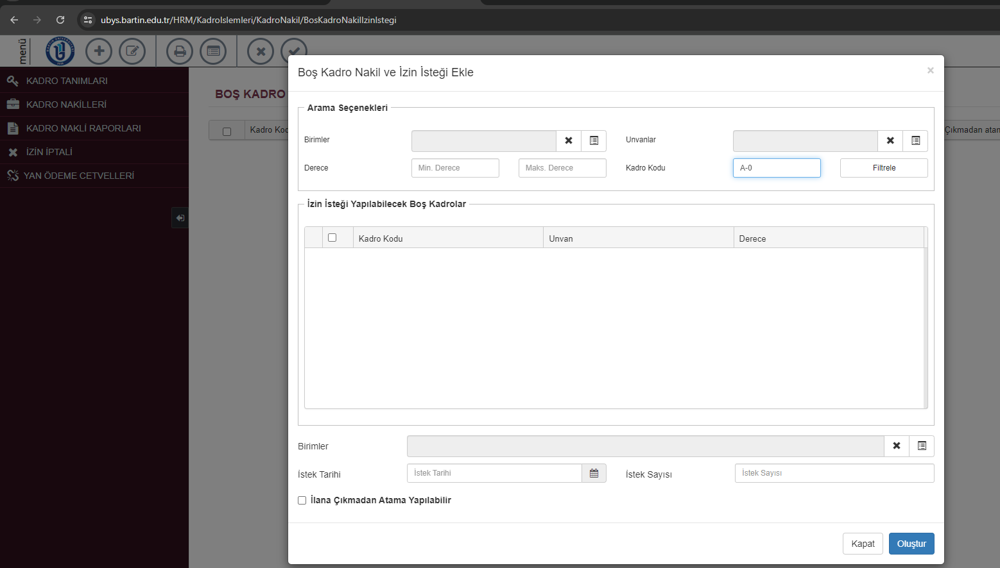 ubys.bartin.edu.tr/HRM/KadroIslemleri/KadroNakil/BosKadroNakilIzinIstegi
menü
KADRO TANIMLARI
KADRO NAKİLLERİ
KADRO NAKLİ RAPORLARI
İZİN İPTALİ
YAN ÖDEME CETVELLERİ
BOŞ KADRO
Kadro Kod
Çıkmadan atan
Boş Kadro Nakil ve İzin İsteği Ekle
×
Arama Seçenekleri
Birimler
Unvanlar
Derece Min. Derece Maks. Derece Kadro Kodu A-0 Filtrele
İzin İsteği Yapılabilecek Boş Kadrolar
Kadro Kodu Unvan Derece
Birimler
İstek Tarihi İstek Tarihi İstek Sayısı İstek Sayısı
İlana Çıkmadan Atama Yapılabilir
Kapat Oluştur